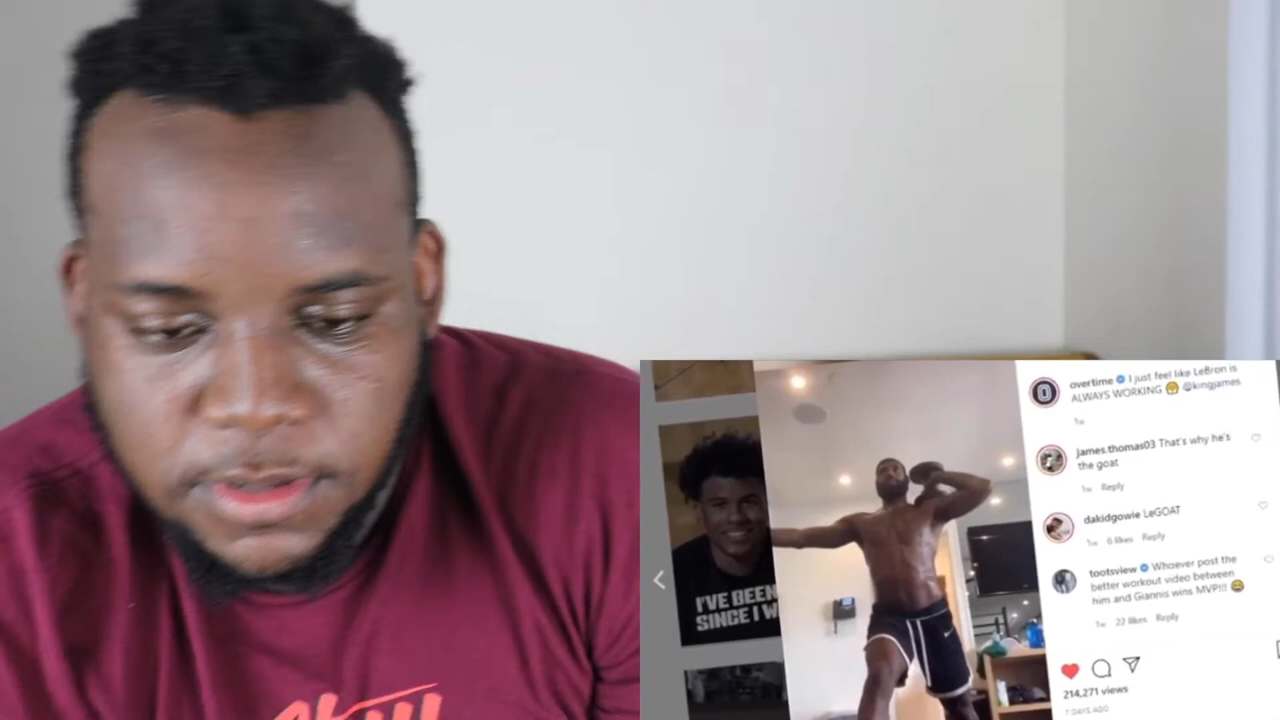 overtime I just feel like LeBron is
ALWAYS WORKING 😤 @kingjames
1w
james.thomas03 That's why he's
the goat
1w Reply
dakidgowie LeGOAT
1w 6 likes Reply
tootsview Whoever post the
better workout video between
him and Giannis wins MVP!!! 😂
1w 22 likes Reply
214,271 views
7 DAYS AGO
I'VE BEEN
SINCE I W